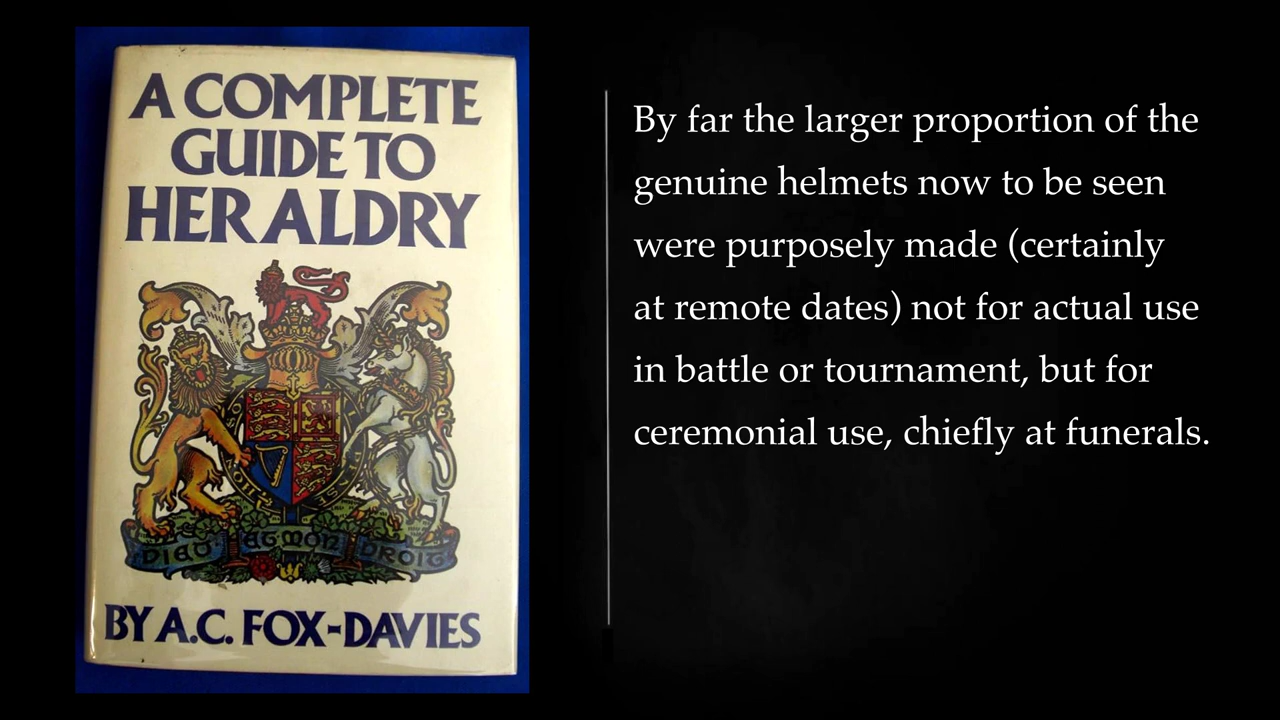 A COMPLETE
GUIDE TO
HERALDRY
DIEU ET MON DROIT
BY A.C. FOX-DAVIES
By far the larger proportion of the
genuine helmets now to be seen
were purposely made (certainly
at remote dates) not for actual use
in battle or tournament, but for
ceremonial use, chiefly at funerals.